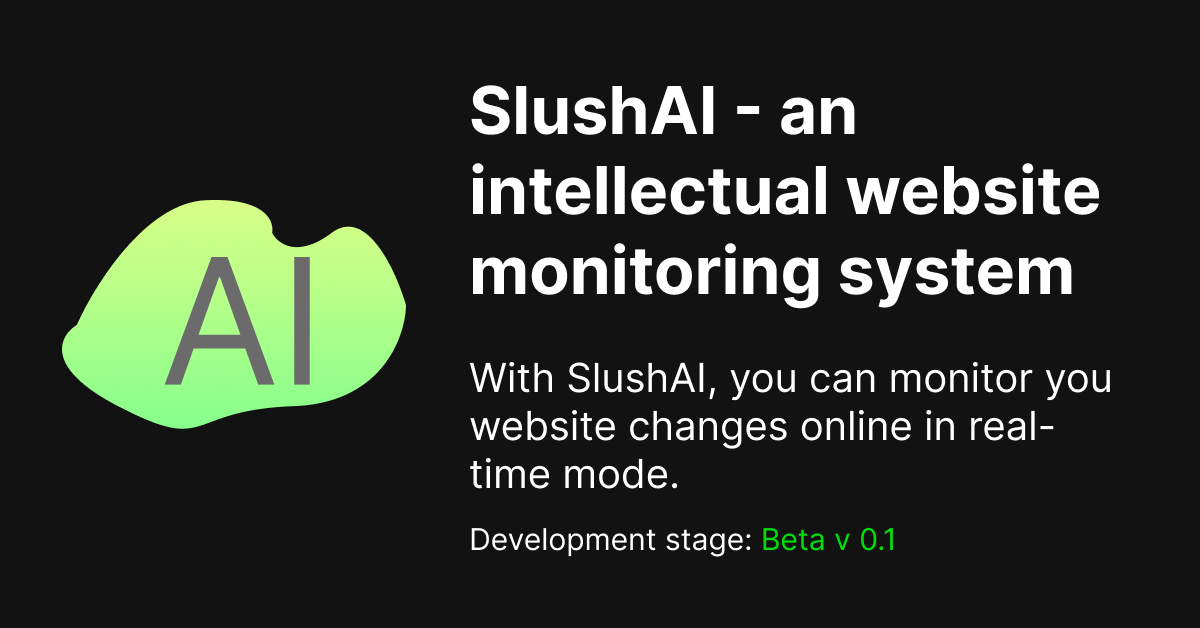 AI
SlushAI - an
intellectual website
monitoring system
With SlushAI, you can monitor you
website changes online in real-
time mode.
Development stage: Beta v 0.1